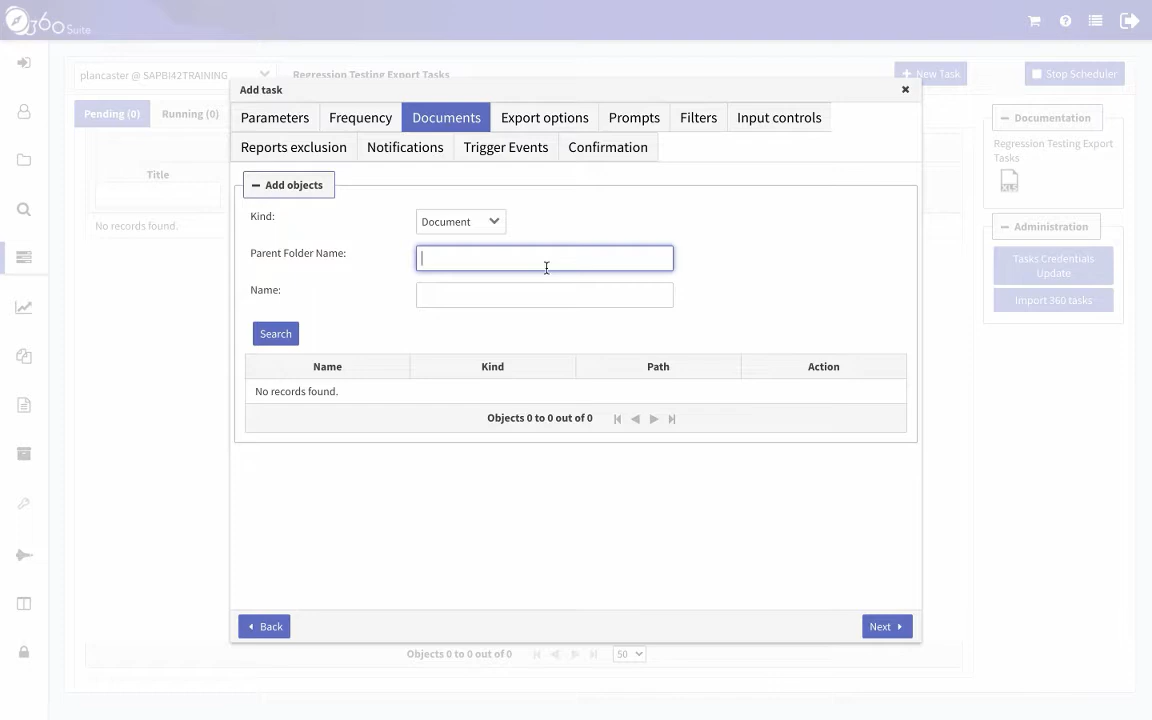 360 Suite
plancaster @ SAPBI42TRAINING
Regression Testing Export Tasks
+ New Task
Stop Scheduler
Pending (0)
Running (0)
Title
No records found.
Add task
Parameters
Frequency
Documents
Export options
Prompts
Filters
Input controls
Reports exclusion
Notifications
Trigger Events
Confirmation
Add objects
Kind:
Document
Parent Folder Name:
Name:
Search
Name
Kind
Path
Action
No records found.
Objects 0 to 0 out of 0
Back
Next
Objects 0 to 0 out of 0
50
Documentation
Regression Testing Export
Tasks
XLS
Administration
Tasks Credentials
Update
Import 360 tasks